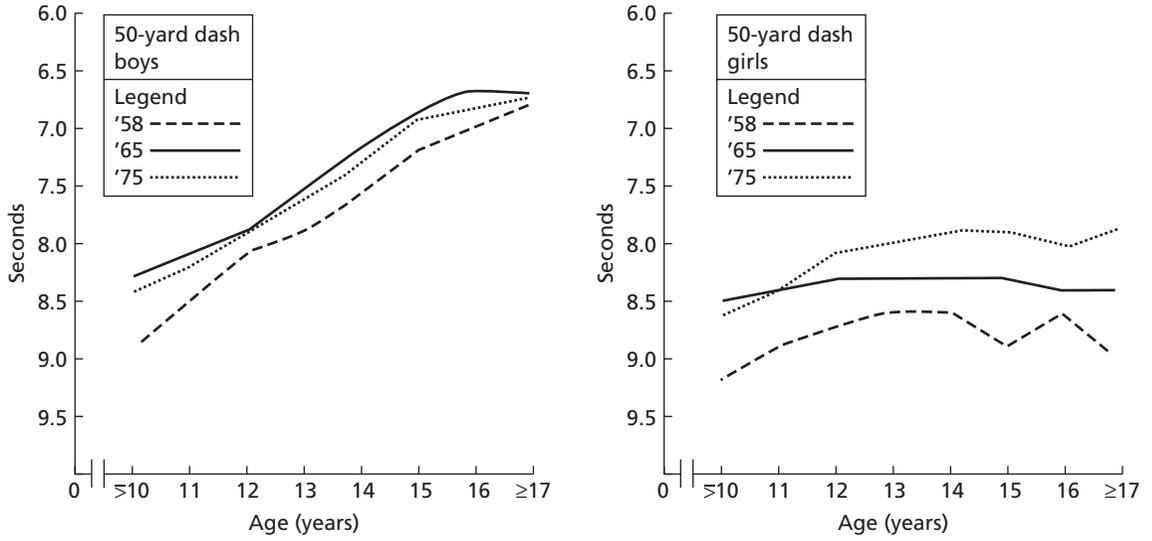 6.0
6.5
7.0
7.5
8.0
8.5
9.0
9.5
Seconds
50-yard dash
boys
Legend
’58
’65
’75
0 >10 11 12 13 14 15 16 ≥17
Age (years)
6.0
6.5
7.0
7.5
8.0
8.5
9.0
9.5
Seconds
50-yard dash
girls
Legend
’58
’65
’75
0 >10 11 12 13 14 15 16 ≥17
Age (years)